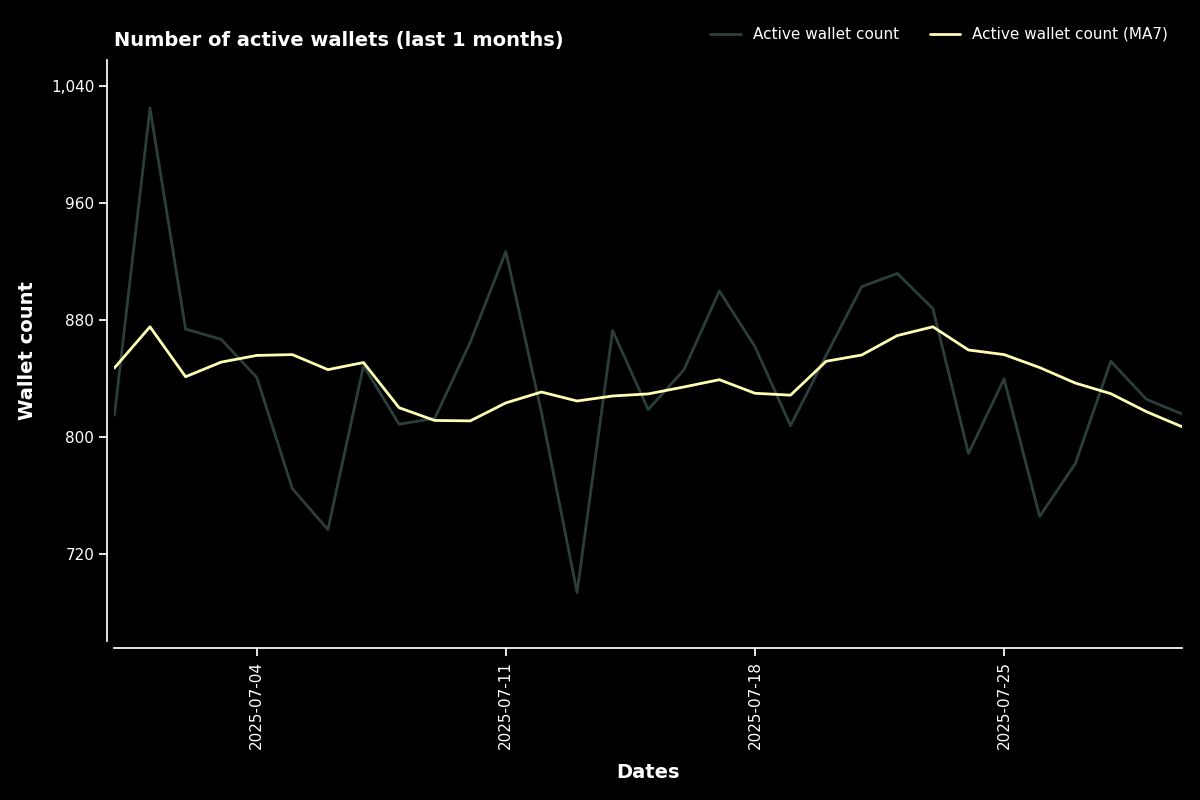 Number of active wallets (last 1 months)
Active wallet count
Active wallet count (MA7)
Wallet count
1,040
960
880
800
720
2025-07-04
2025-07-11
2025-07-18
2025-07-25
Dates